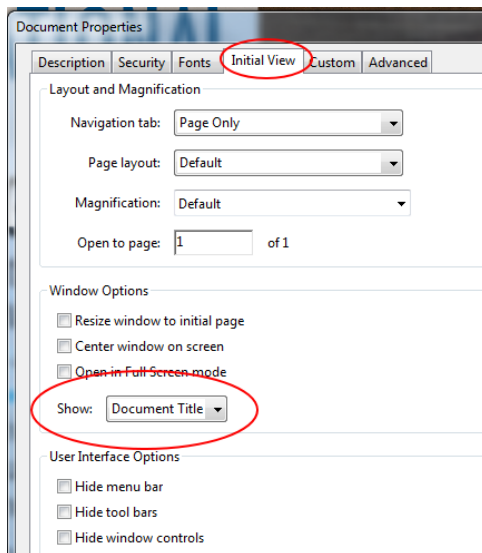 Document Properties
Description Security Fonts Initial View Custom Advanced
Layout and Magnification
Navigation tab: Page Only
Page layout: Default
Magnification: Default
Open to page: 1 of 1
Window Options
Resize window to initial page
Center window on screen
Open in Full Screen mode
Show: Document Title
User Interface Options
Hide menu bar
Hide tool bars
Hide window controls